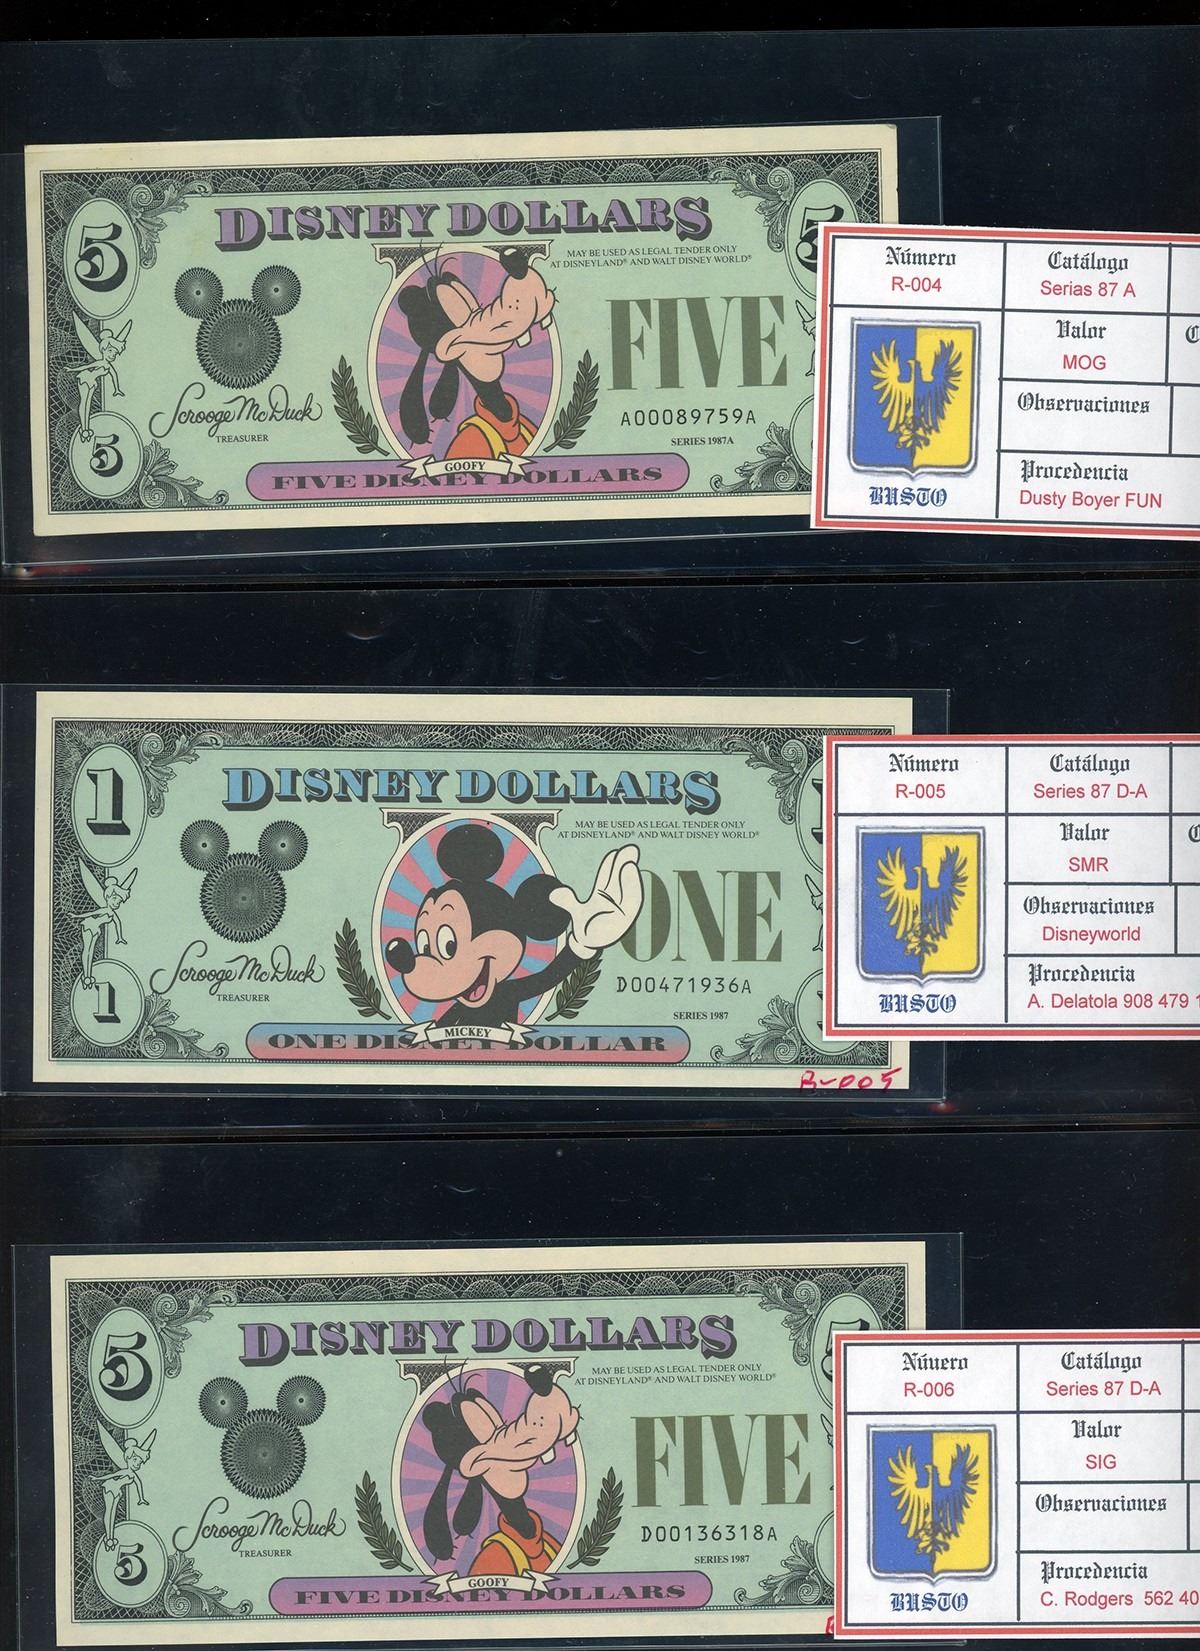 5
DISNEY DOLLARS
MAY BE USED AS LEGAL TENDER ONLY
AT DISNEYLAND® AND WALT DISNEY WORLD®
FIVE
Scrooge McDuck
TREASURER
A00089759A
SERIES 1987A
5
GOOFY
FIVE DISNEY DOLLARS
Número
R-004
Catálogo
Serias 87 A
Valor
MOG
Observaciones
Procedencia
Dusty Boyer FUN
BUSTO
1
DISNEY DOLLARS
MAY BE USED AS LEGAL TENDER ONLY
AT DISNEYLAND® AND WALT DISNEY WORLD®
ONE
Scrooge McDuck
TREASURER
D00471936A
SERIES 1987
1
MICKEY
ONE DISNEY DOLLAR
R-005
Número
R-005
Catálogo
Series 87 D-A
Valor
SMR
Observaciones
Disneyworld
Procedencia
A. Delatola 908 479 1
BUSTO
5
DISNEY DOLLARS
MAY BE USED AS LEGAL TENDER ONLY
AT DISNEYLAND® AND WALT DISNEY WORLD®
FIVE
Scrooge McDuck
TREASURER
D00136318A
SERIES 1987
5
GOOFY
FIVE DISNEY DOLLARS
Núuero
R-006
Catálogo
Series 87 D-A
Valor
SIG
Observaciones
Procedencia
C. Rodgers 562 40
BUSTO